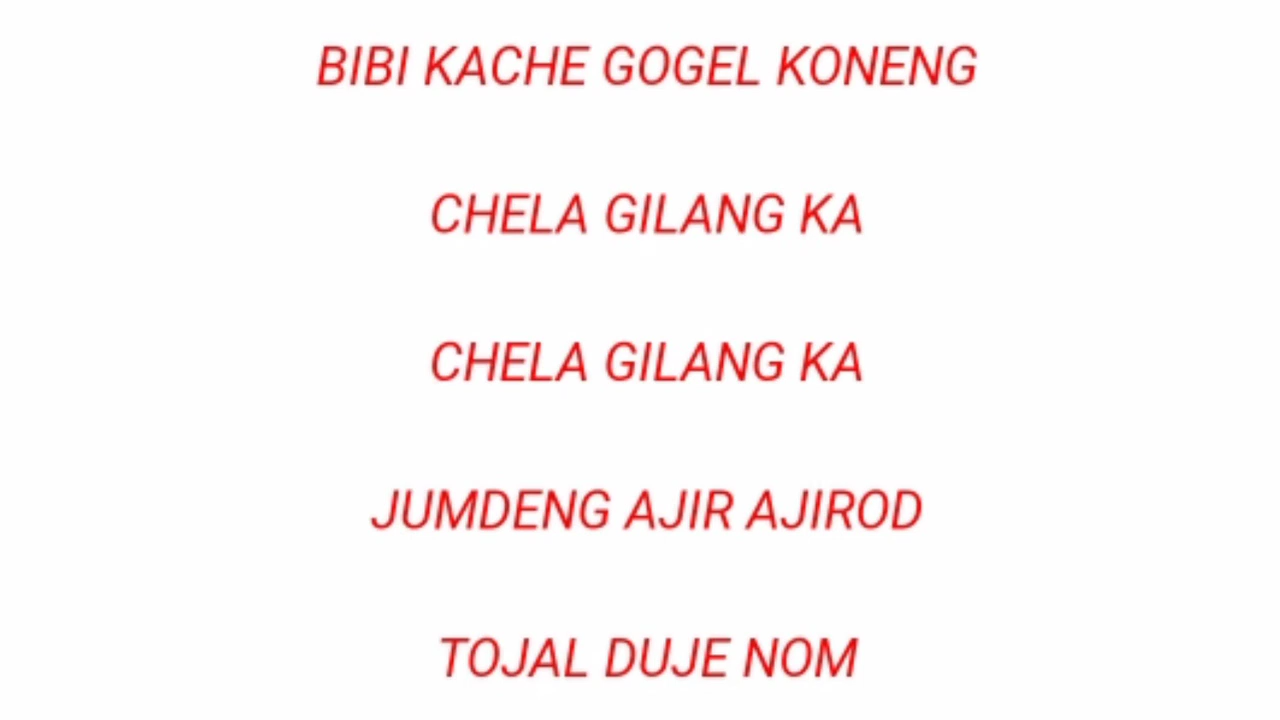 BIBI KACHE GOGEL KONENG
CHELA GILANG KA
CHELA GILANG KA
JUMDENG AJIR AJIROD
TOJAL DUJE NOM